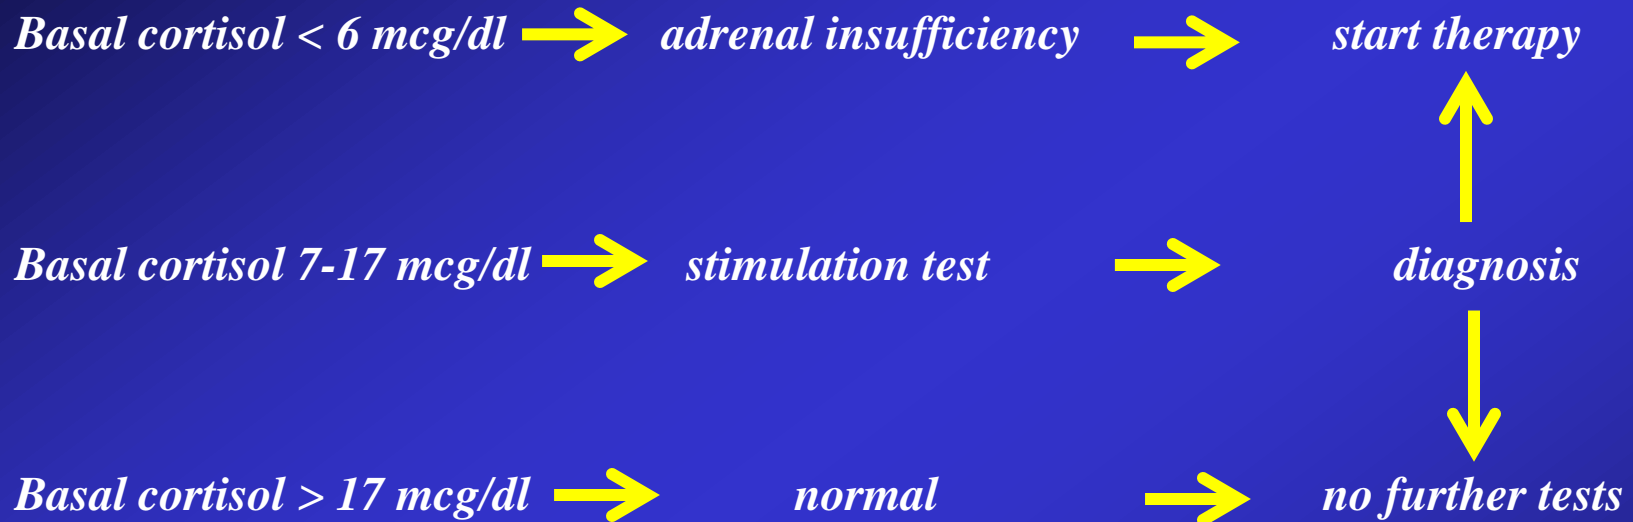 Basal cortisol < 6 mcg/dl adrenal insufficiency start therapy
Basal cortisol 7-17 mcg/dl stimulation test diagnosis
Basal cortisol > 17 mcg/dl normal no further tests